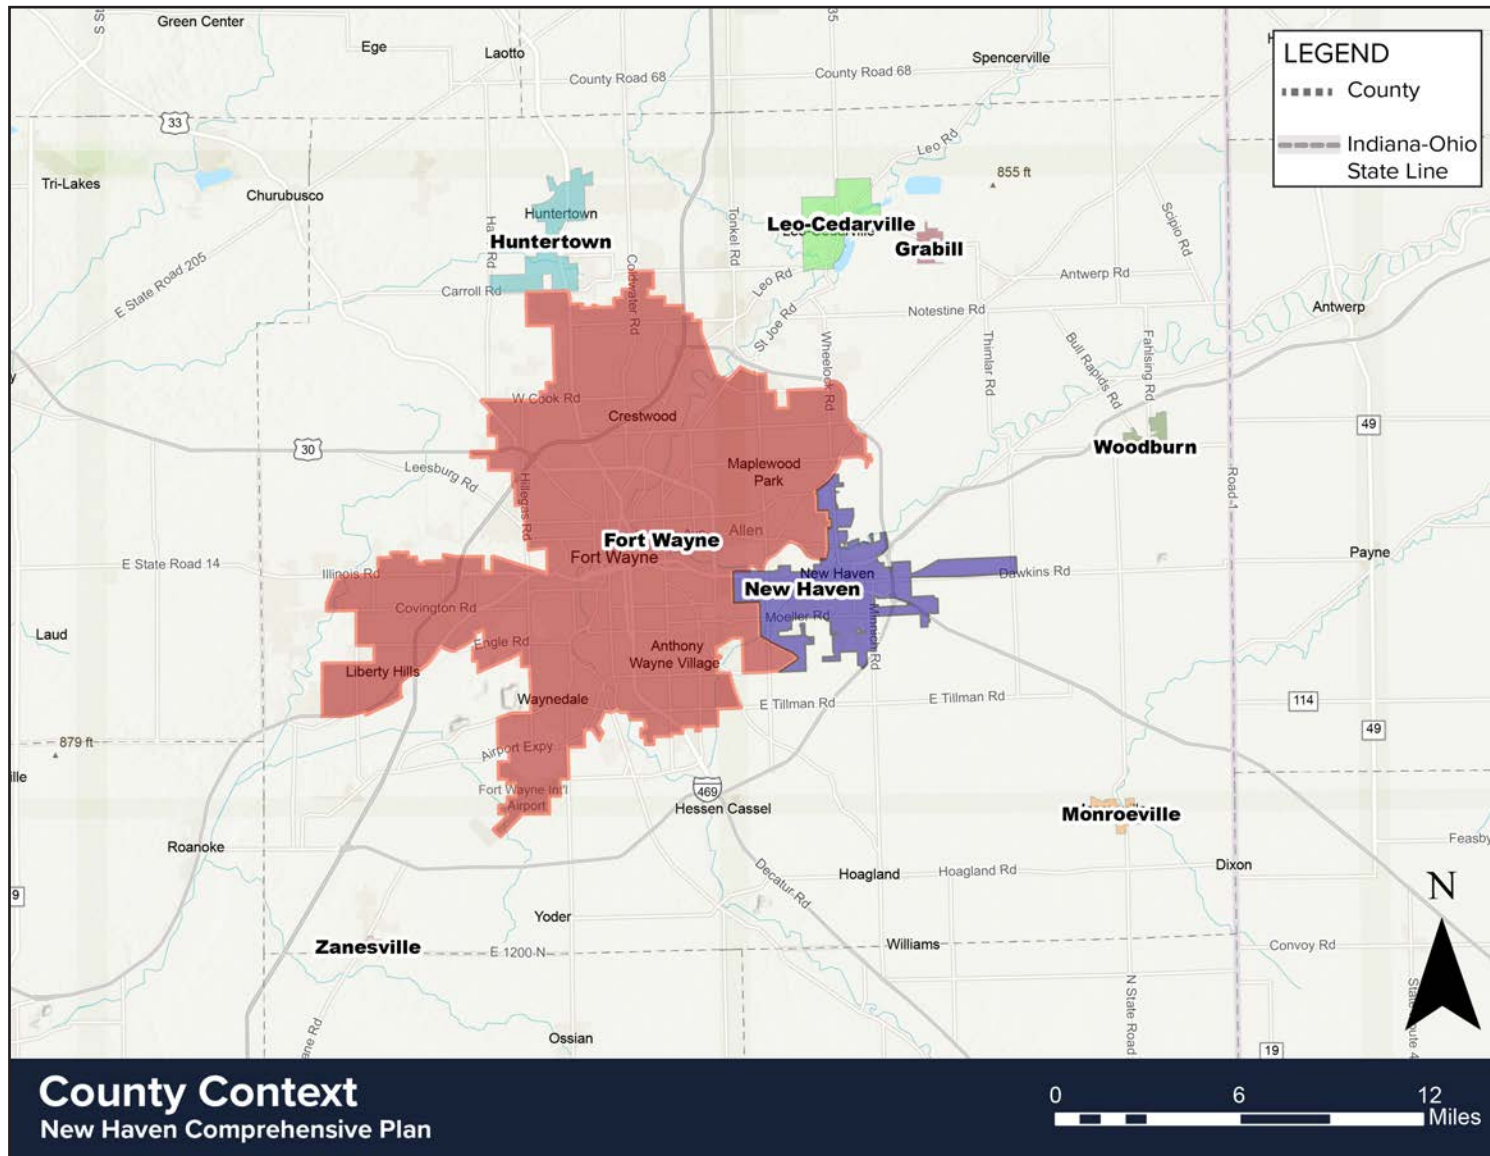 Green Center
Ege
Laotto
County Road 68
County Road 68
Spencerville
LEGEND
County
Indiana-Ohio
State Line
33
Leo Rd
855 ft
Tri-Lakes
Churubusco
Huntertown
Huntertown
Leo-Cedarville
Grabill
Tonkel Rd
Scipio Rd
E State Road 205
Carroll Rd
Coldwater Rd
Leo Rd
Antwerp Rd
Notestine Rd
Antwerp
St Joe Rd
Wheelock Rd
Thimlar Rd
Bull Rapids Rd
Fahlsing Rd
W Cook Rd
Crestwood
49
30
Leesburg Rd
Hillegas Rd
Maplewood
Park
Woodburn
Road 1
Allen
Fort Wayne
Fort Wayne
E State Road 14
Illinois Rd
New Haven
New Haven
Dawkins Rd
Payne
Covington Rd
Moeller Rd
Minnich Rd
Laud
Engle Rd
Anthony
Wayne Village
Liberty Hills
Waynedale
E Tillman Rd
E Tillman Rd
114
49
879 ft
ille
Airport Expy
Fort Wayne Int'l
Airport
469
Hessen Cassel
Monroeville
Feasby
Roanoke
Decatur Rd
Hoagland
Hoagland Rd
Dixon
N
9
Yoder
Zanesville
E 1200 N
Williams
Convoy Rd
N State Road
Ossian
19
County Context
New Haven Comprehensive Plan
0 6 12
Miles